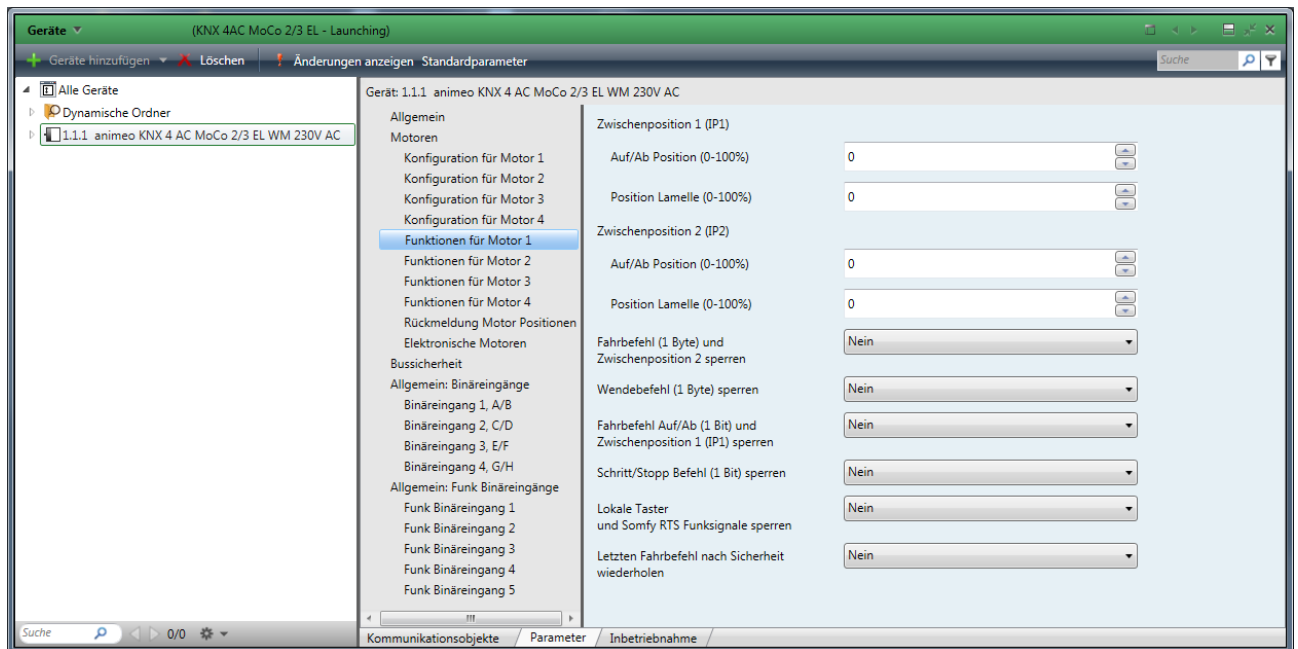 Geräte
(KNX 4AC MoCo 2/3 EL - Launching)
Geräte hinzufügen
Löschen
Änderungen anzeigen
Standardparameter
Suche
Alle Geräte
Dynamische Ordner
1.1.1 animeo KNX 4 AC MoCo 2/3 EL WM 230V AC
Suche
0/0
Gerät: 1.1.1 animeo KNX 4 AC MoCo 2/3 EL WM 230V AC
Allgemein
Motoren
Konfiguration für Motor 1
Konfiguration für Motor 2
Konfiguration für Motor 3
Konfiguration für Motor 4
Funktionen für Motor 1
Funktionen für Motor 2
Funktionen für Motor 3
Funktionen für Motor 4
Rückmeldung Motor Positionen
Elektronische Motoren
Bussicherheit
Allgemein: Binäreingänge
Binäreingang 1, A/B
Binäreingang 2, C/D
Binäreingang 3, E/F
Binäreingang 4, G/H
Allgemein: Funk Binäreingänge
Funk Binäreingang 1
Funk Binäreingang 2
Funk Binäreingang 3
Funk Binäreingang 4
Funk Binäreingang 5
Zwischenposition 1 (IP1)
Auf/Ab Position (0-100%)
0
Position Lamelle (0-100%)
0
Zwischenposition 2 (IP2)
Auf/Ab Position (0-100%)
0
Position Lamelle (0-100%)
0
Fahrbefehl (1 Byte) und
Zwischenposition 2 sperren
Nein
Wendebefehl (1 Byte) sperren
Nein
Fahrbefehl Auf/Ab (1 Bit) und
Zwischenposition 1 (IP1) sperren
Nein
Schritt/Stopp Befehl (1 Bit) sperren
Nein
Lokale Taster
und Somfy RTS Funksignale sperren
Nein
Letzten Fahrbefehl nach Sicherheit
wiederholen
Nein
Kommunikationsobjekte
Parameter
Inbetriebnahme